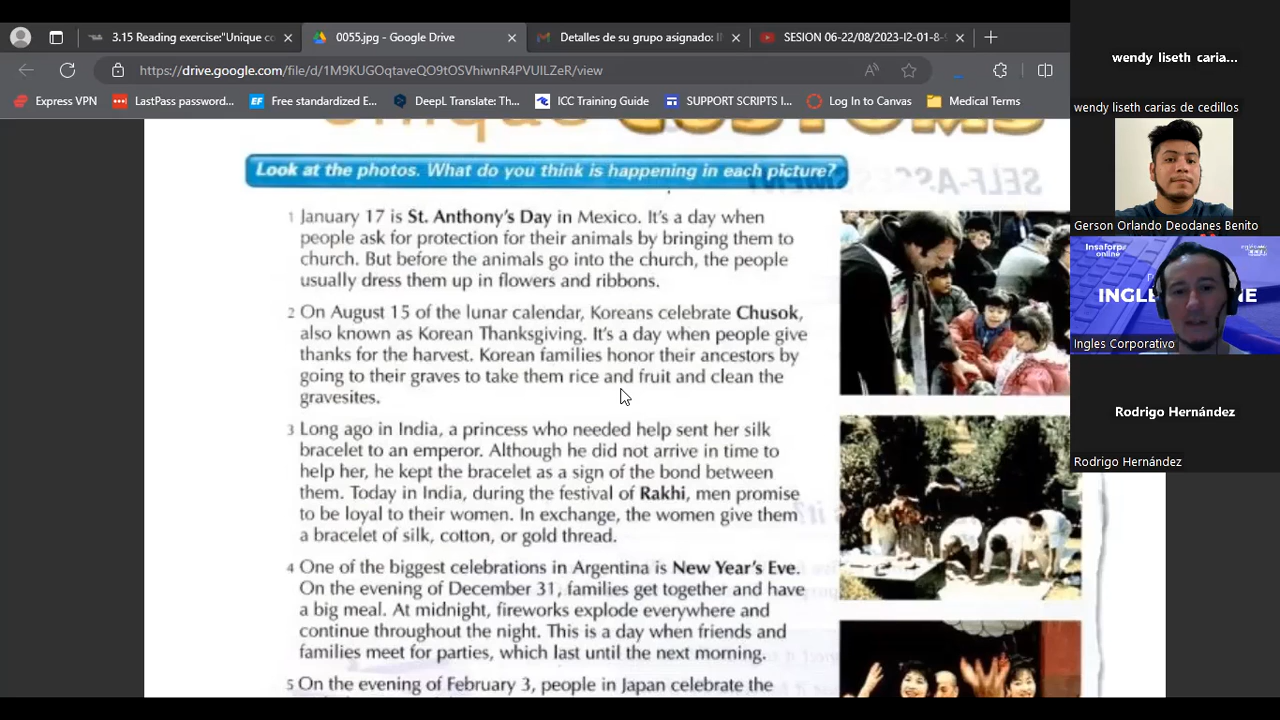 3.15 Reading exercise:"Unique co
0055.jpg - Google Drive
Detalles de su grupo asignado: II
SESION 06-22/08/2023-I2-01-8-9
https://drive.google.com/file/d/1M9KUGOqtaveQO9tOSVhiwnR4PVUILZeR/view
Express VPN
LastPass password...
Free standardized E...
DeepL Translate: Th...
ICC Training Guide
SUPPORT SCRIPTS I...
Log In to Canvas
Medical Terms
Unique CUSTOMS
Look at the photos. What do you think is happening in each picture?
1 January 17 is St. Anthony's Day in Mexico. It's a day when
people ask for protection for their animals by bringing them to
church. But before the animals go into the church, the people
usually dress them up in flowers and ribbons.
2 On August 15 of the lunar calendar, Koreans celebrate Chusok,
also known as Korean Thanksgiving. It's a day when people give
thanks for the harvest. Korean families honor their ancestors by
going to their graves to take them rice and fruit and clean the
gravesites.
3 Long ago in India, a princess who needed help sent her silk
bracelet to an emperor. Although he did not arrive in time to
help her, he kept the bracelet as a sign of the bond between
them. Today in India, during the festival of Rakhi, men promise
to be loyal to their women. In exchange, the women give them
a bracelet of silk, cotton, or gold thread.
4 One of the biggest celebrations in Argentina is New Year's Eve.
On the evening of December 31, families get together and have
a big meal. At midnight, fireworks explode everywhere and
continue throughout the night. This is a day when friends and
families meet for parties, which last until the next morning.
5 On the evening of February 3, people in Japan celebrate the
wendy liseth caria...
wendy liseth carias de cedillos
Gerson Orlando Deodanes Benito
Insaforp
online
INGLE
NE
Ingles Corporativo
Rodrigo Hernández
Rodrigo Hernández